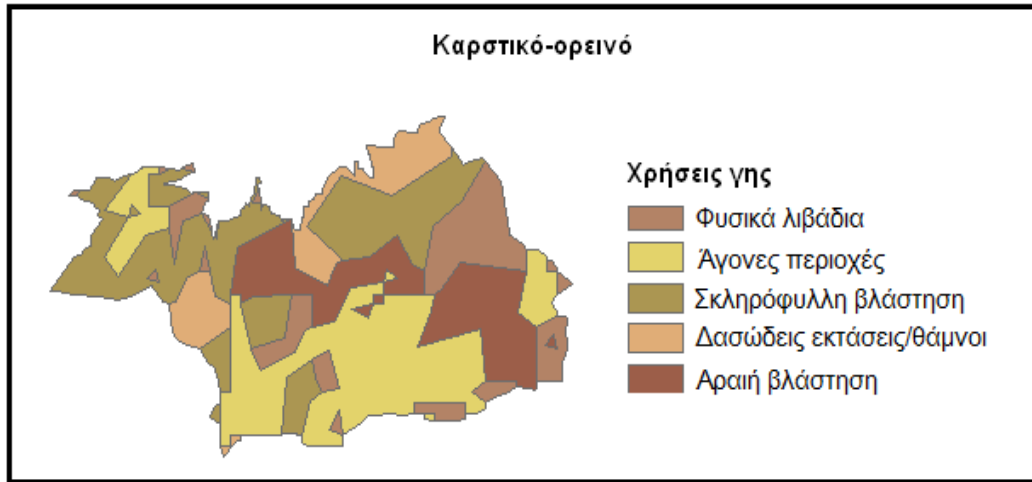 Καρστικό-ορεινό
Χρήσεις γης
Φυσικά λιβάδια
Άγονες περιοχές
Σκληρόφυλλη βλάστηση
Δασώδεις εκτάσεις/θάμνοι
Αραιή βλάστηση